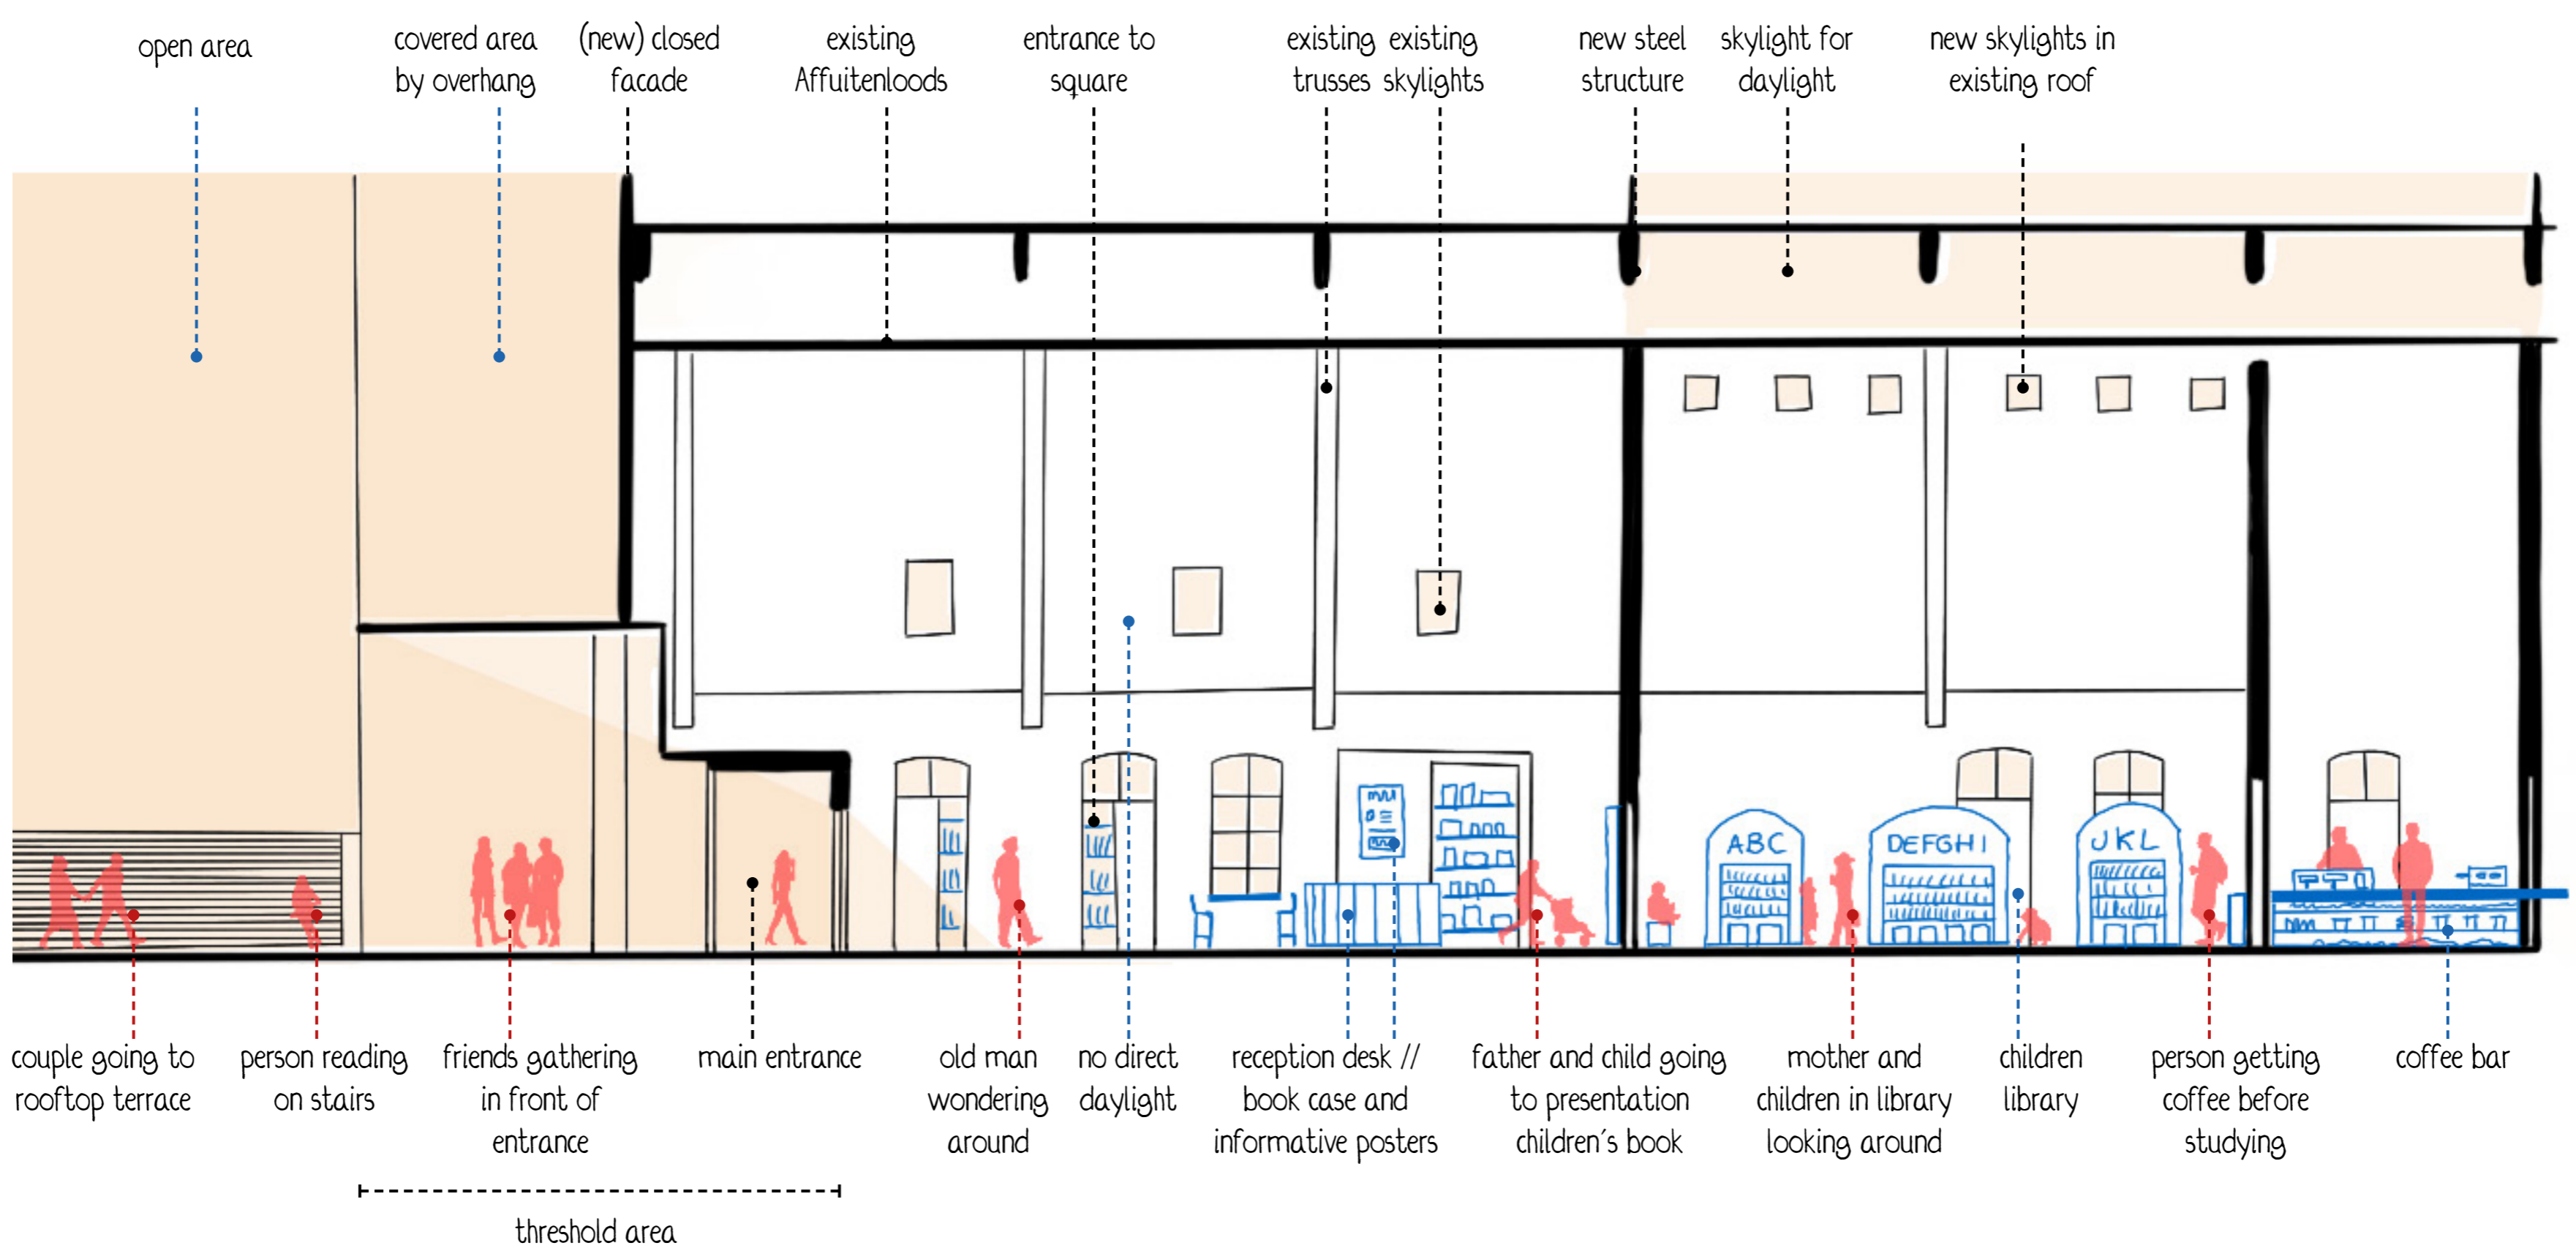 open area
covered area
by overhang
(new) closed
facade
existing
Affuitenloods
entrance to
square
existing
trusses
existing
skylights
new steel
structure
skylight for
daylight
new skylights in
existing roof
ABC
DEFGHI
JKL
couple going to
rooftop terrace
person reading
on stairs
friends gathering
in front of
entrance
main entrance
old man
wondering
around
no direct
daylight
reception desk //
book case and
informative posters
father and child going
to presentation
children's book
mother and
children in library
looking around
children
library
person getting
coffee before
studying
coffee bar
threshold area